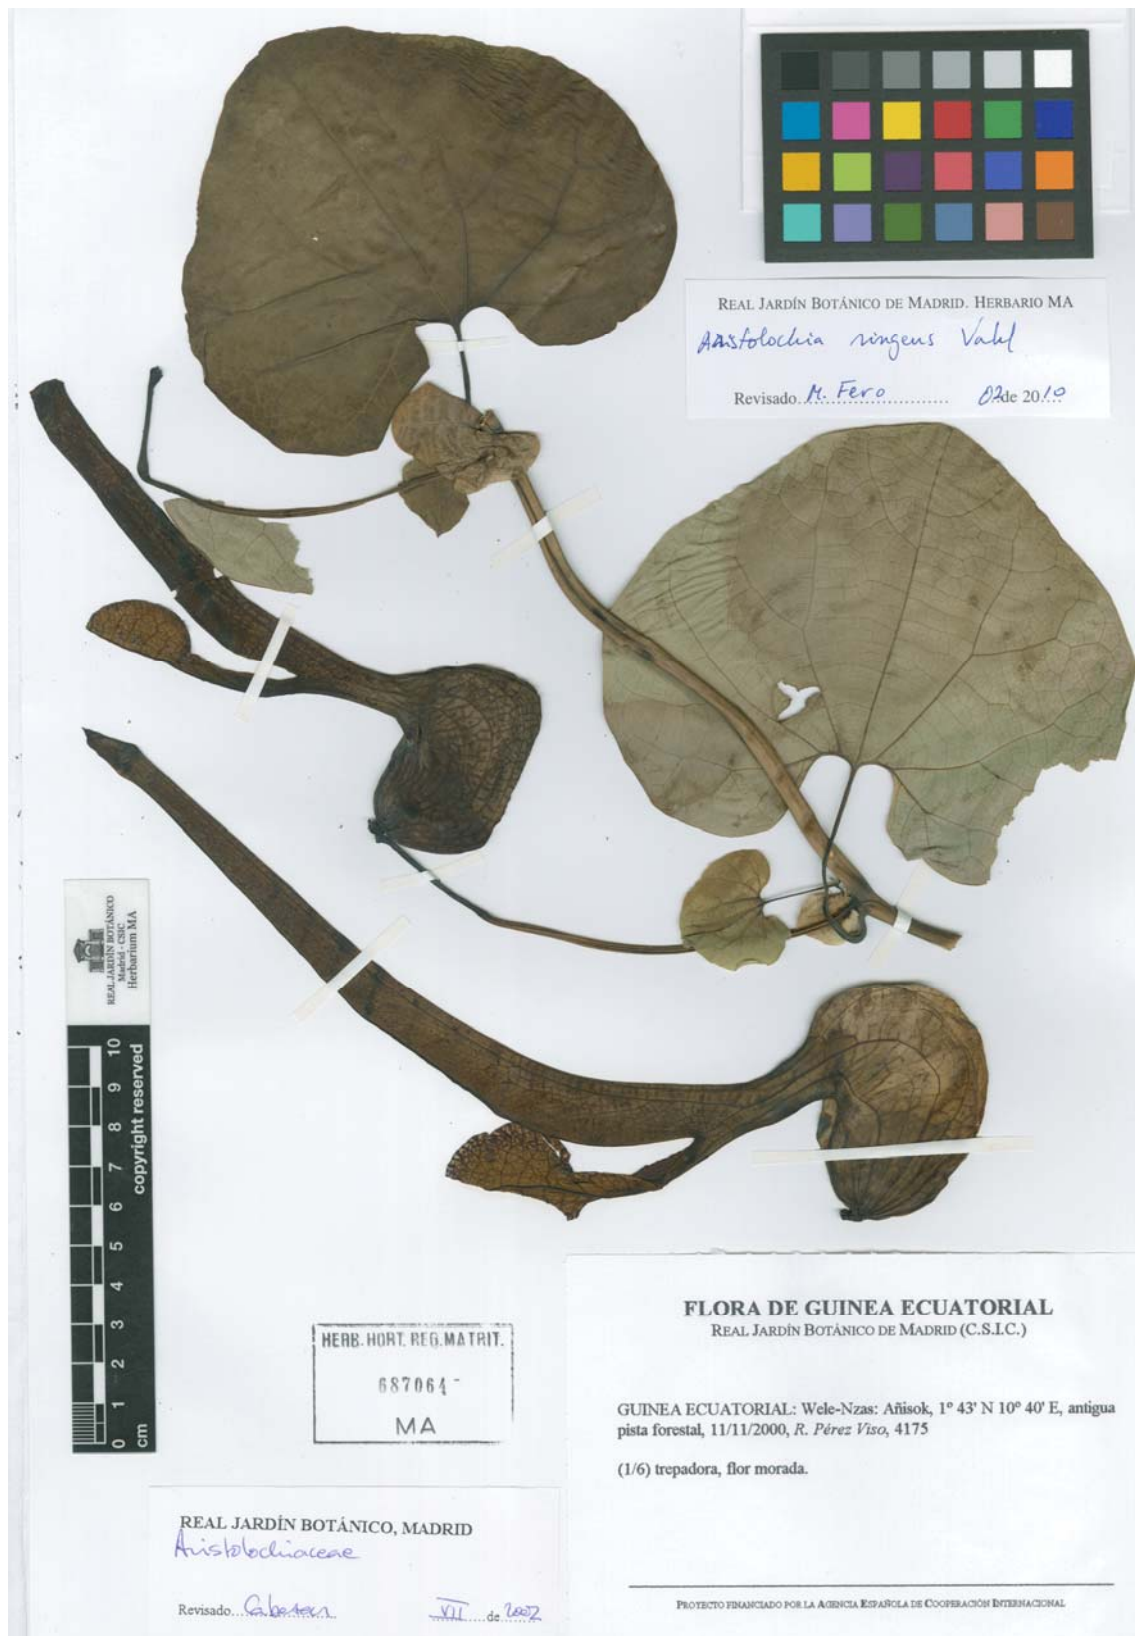 REAL JARDÍN BOTÁNICO DE MADRID. HERBARIO MA
Aristolochia ringens Vahl
Revisado M. Fero 02 de 2010
REAL JARDÍN BOTÁNICO
Madrid - CSIC
Herbarium MA
copyright reserved
0 1 2 3 4 5 6 7 8 9 10
cm
HERB. HORT. REG. MATRIT.
687064-
MA
FLORA DE GUINEA ECUATORIAL
REAL JARDÍN BOTÁNICO DE MADRID (C.S.I.C.)
GUINEA ECUATORIAL: Wele-Nzas: Añisok, 1º 43' N 10º 40' E, antigua
pista forestal, 11/11/2000, R. Pérez Viso, 4175
(1/6) trepadora, flor morada.
PROYECTO FINANCIADO POR LA AGENCIA ESPAÑOLA DE COOPERACIÓN INTERNACIONAL
REAL JARDÍN BOTÁNICO, MADRID
Aristolochiaceae
Revisado VII de 2002